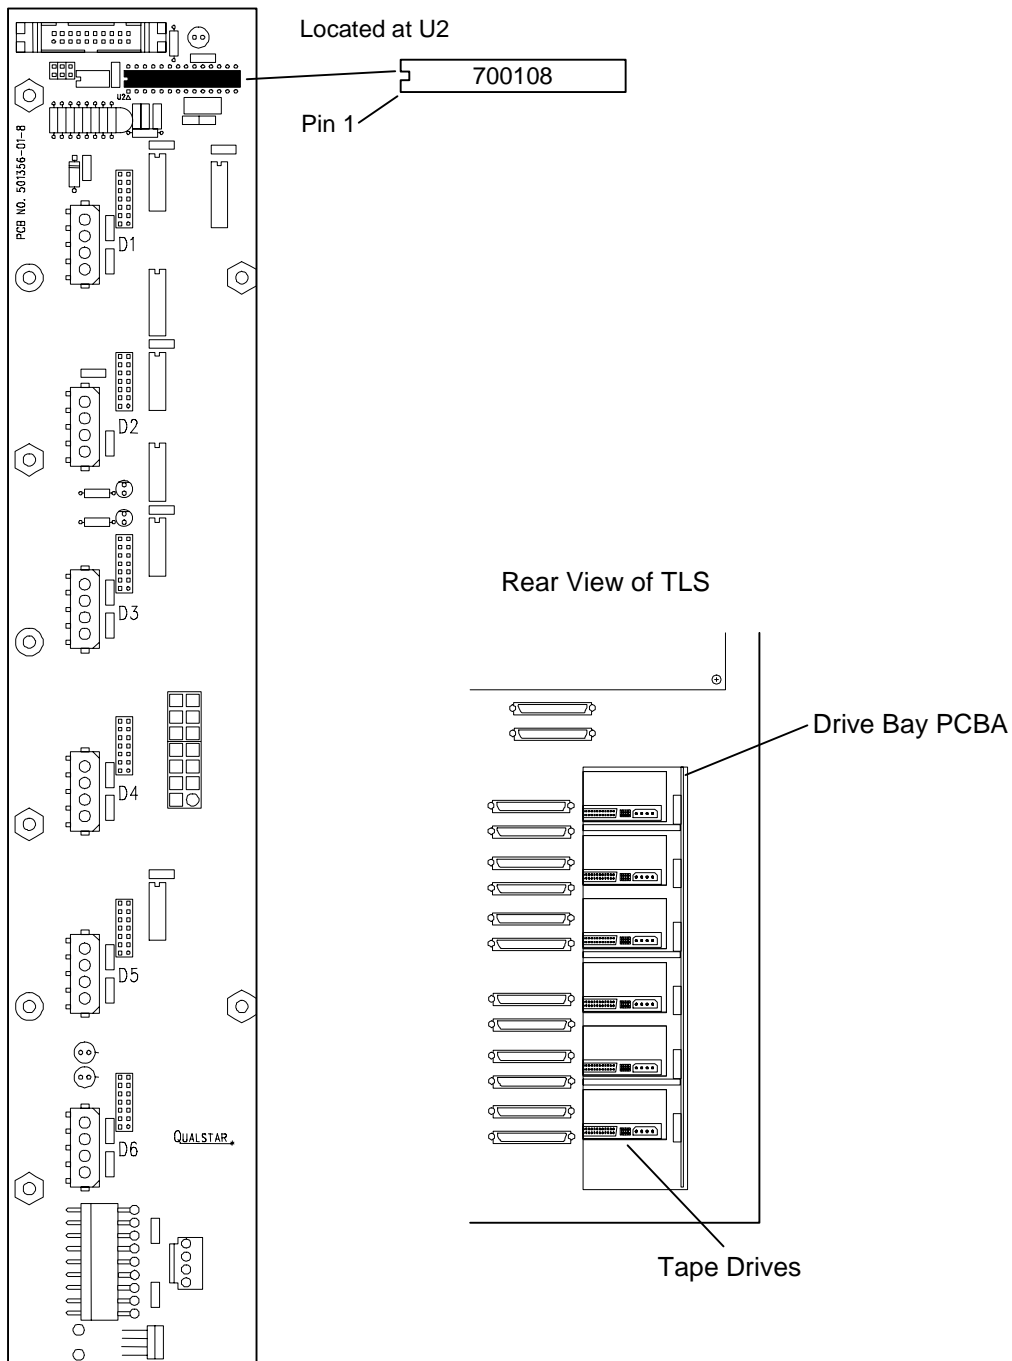 Located at U2
700108
Pin 1
U2
PCB NO. 501356-01-8
D1
D2
D3
Rear View of TLS
Drive Bay PCBA
D4
D5
QUALSTAR
D6
Tape Drives